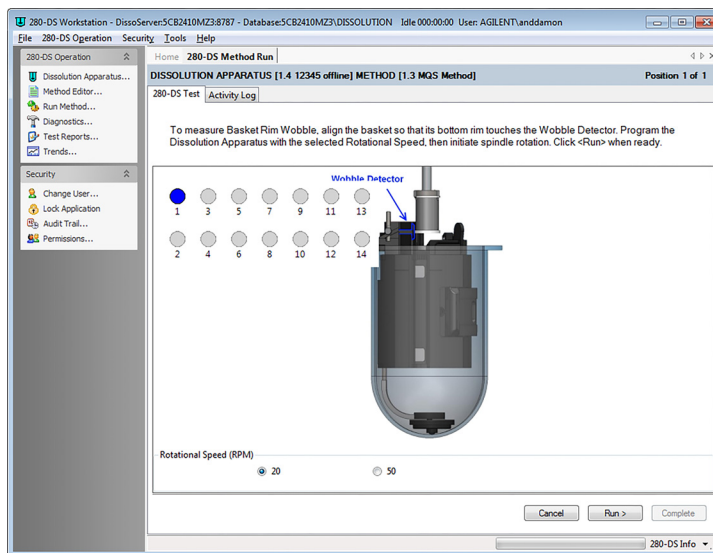 280-DS Workstation - DissoServer:5CB2410MZ3:8787 - Database:5CB2410MZ3\DISSOLUTION Idle 000:00:00 User: AGILENT\anddamon
File 280-DS Operation Security Tools Help
280-DS Operation
Dissolution Apparatus...
Method Editor...
Run Method...
Diagnostics...
Test Reports...
Trends...
Security
Change User...
Lock Application
Audit Trail...
Permissions...
Home 280-DS Method Run
DISSOLUTION APPARATUS [1.4 12345 offline] METHOD [1.3 MQS Method] Position 1 of 1
280-DS Test Activity Log
To measure Basket Rim Wobble, align the basket so that its bottom rim touches the Wobble Detector. Program the
Dissolution Apparatus with the selected Rotational Speed, then initiate spindle rotation. Click <Run> when ready.
Wobble Detector
1 3 5 7 9 11 13
2 4 6 8 10 12 14
Rotational Speed (RPM)
20 50
Cancel Run > Complete
280-DS Info